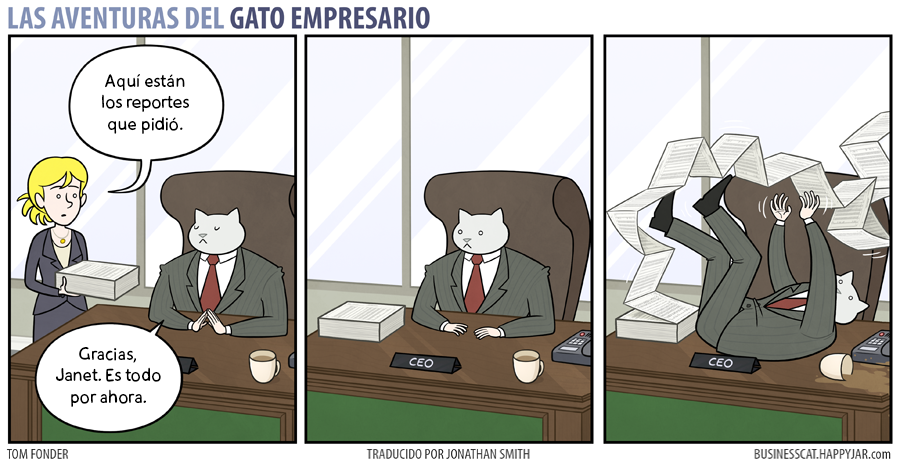 LAS AVENTURAS DEL GATO EMPRESARIO
Aquí están
los reportes
que pidió.
Gracias,
Janet. Es todo
por ahora.
CEO
CEO
TOM FONDER
TRADUCIDO POR JONATHAN SMITH
BUSINESSCAT.HAPPYJAR.com